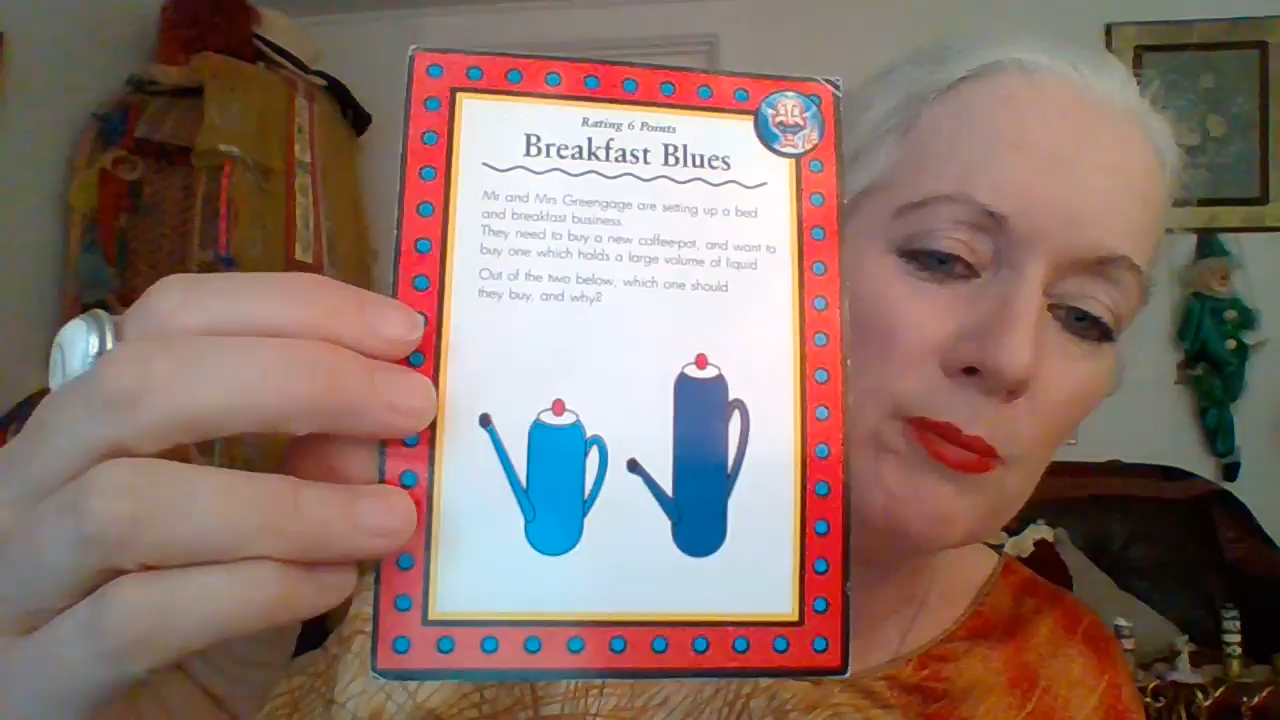 Rating 6 Points
Breakfast Blues
Mr and Mrs Greengage are setting up a bed
and breakfast business.
They need to buy a new coffee-pot, and want to
buy one which holds a large volume of liquid
Out of the two below, which one should
they buy, and why?